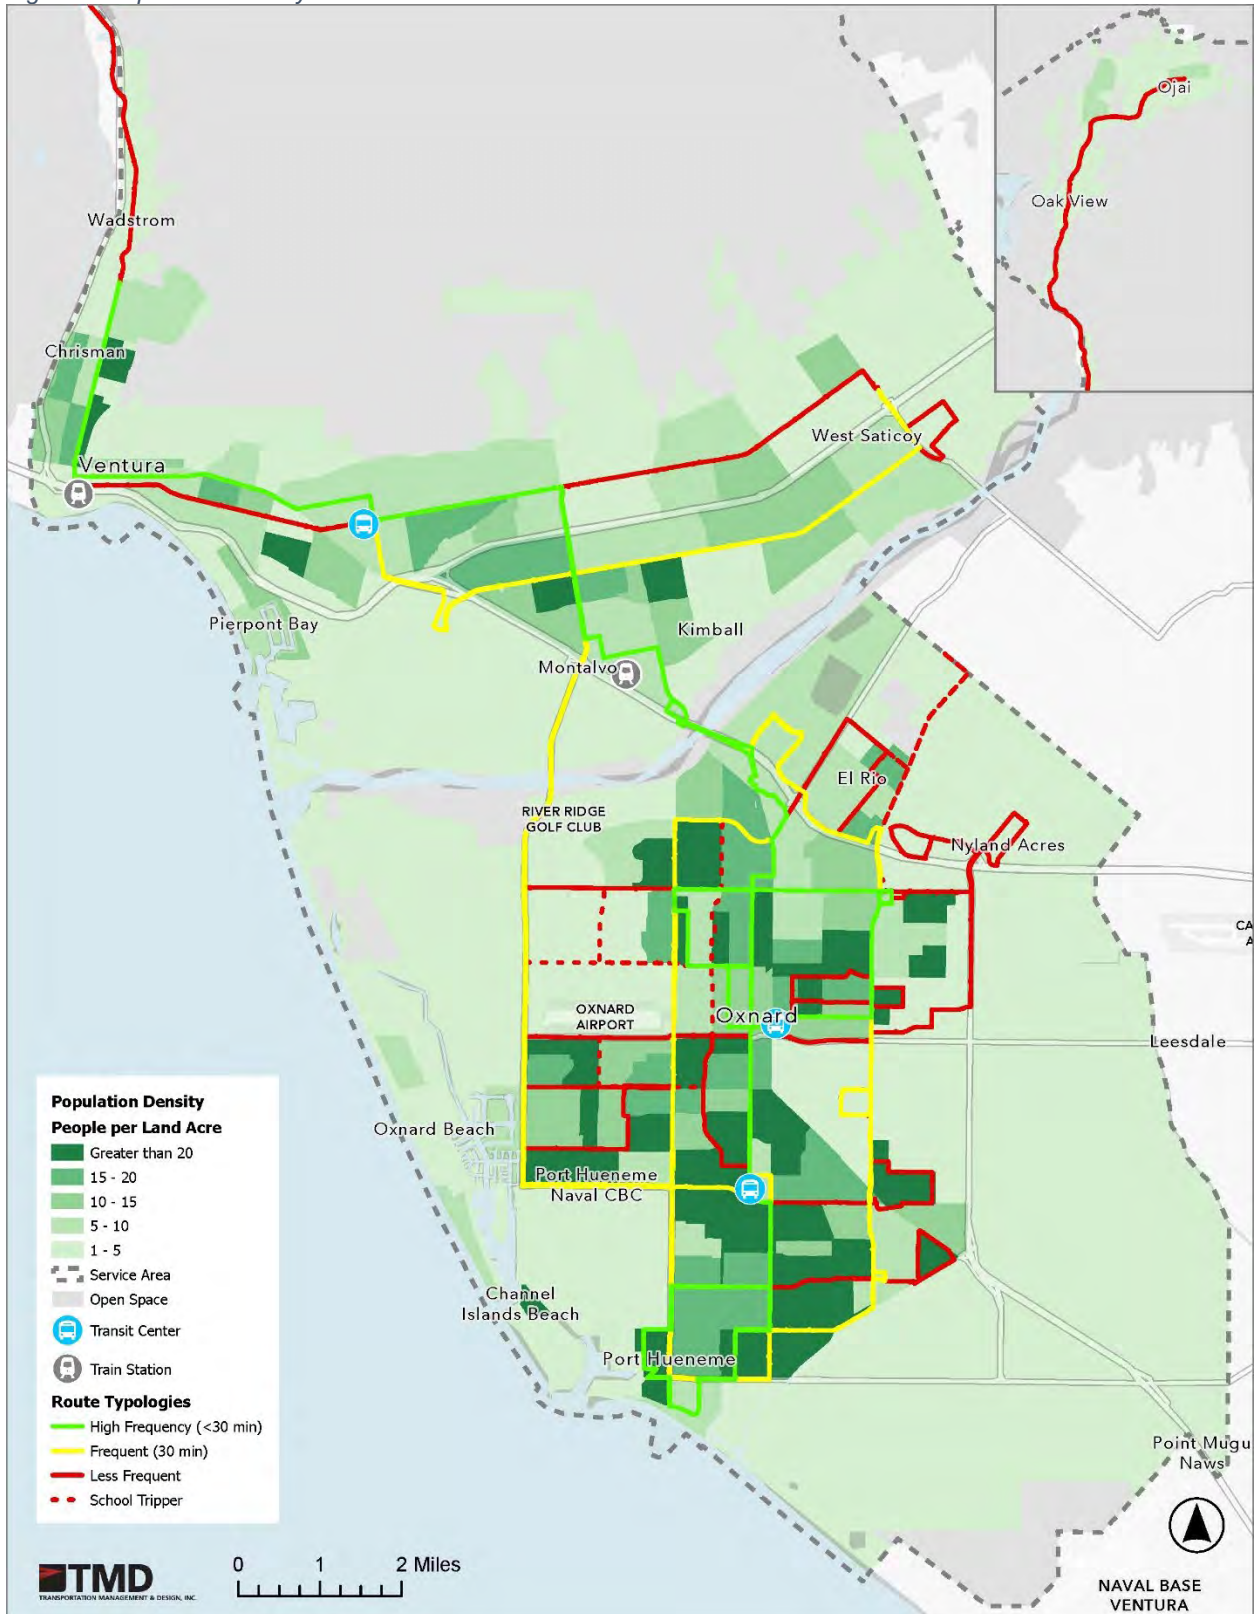 Ojai
Oak View
Wadstrom
Chrisman
West Saticoy
Ventura
Pierpont Bay
Kimball
Montalvo
El Rio
RIVER RIDGE
GOLF CLUB
Nyland Acres
CA
A
OXNARD
AIRPORT
Oxnard
Leesdale
Population Density
People per Land Acre
Greater than 20
15 - 20
10 - 15
5 - 10
1 - 5
Service Area
Open Space
Transit Center
Train Station
Route Typologies
High Frequency (<30 min)
Frequent (30 min)
Less Frequent
School Tripper
Oxnard Beach
Port Hueneme
Naval CBC
Channel
Islands Beach
Port Hueneme
Point Mugu
Naws
TMD
TRANSPORTATION MANAGEMENT & DESIGN, INC.
0 1 2 Miles
NAVAL BASE
VENTURA